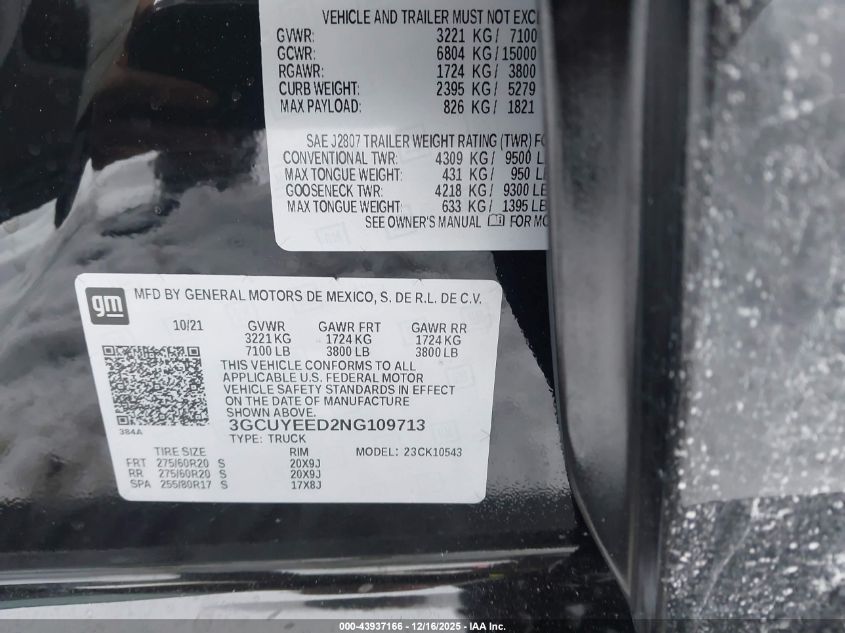 VEHICLE AND TRAILER MUST NOT EXC
GVWR: 3221 KG/ 7100
GCWR: 6804 KG/ 15000
RGAWR: 1724 KG/ 3800
CURB WEIGHT: 2395 KG/ 5279
MAX PAYLOAD: 826 KG/ 1821
SAE J2807 TRAILER WEIGHT RATING (TWR) FO
CONVENTIONAL TWR: 4309 KG/ 9500 L
MAX TONGUE WEIGHT: 431 KG/ 950 L
GOOSENECK TWR: 4218 KG/ 9300 LE
MAX TONGUE WEIGHT: 633 KG/ 1395 LE
SEE OWNER'S MANUAL FOR MO
gm MFD BY GENERAL MOTORS DE MEXICO, S. DE R.L. DE C.V.
10/21 GVWR GAWR FRT GAWR RR
3221 KG 1724 KG 1724 KG
7100 LB 3800 LB 3800 LB
THIS VEHICLE CONFORMS TO ALL
APPLICABLE U.S. FEDERAL MOTOR
VEHICLE SAFETY STANDARDS IN EFFECT
ON THE DATE OF MANUFACTURE
SHOWN ABOVE.
384A 3GCUYEED2NG109713
TYPE: TRUCK
TIRE SIZE RIM MODEL: 23CK10543
FRT 275/60R20 S 20X9J
RR 275/60R20 S 20X9J
SPA 255/80R17 S 17X8J
000-43937166 - 12/16/2025 - IAA Inc.